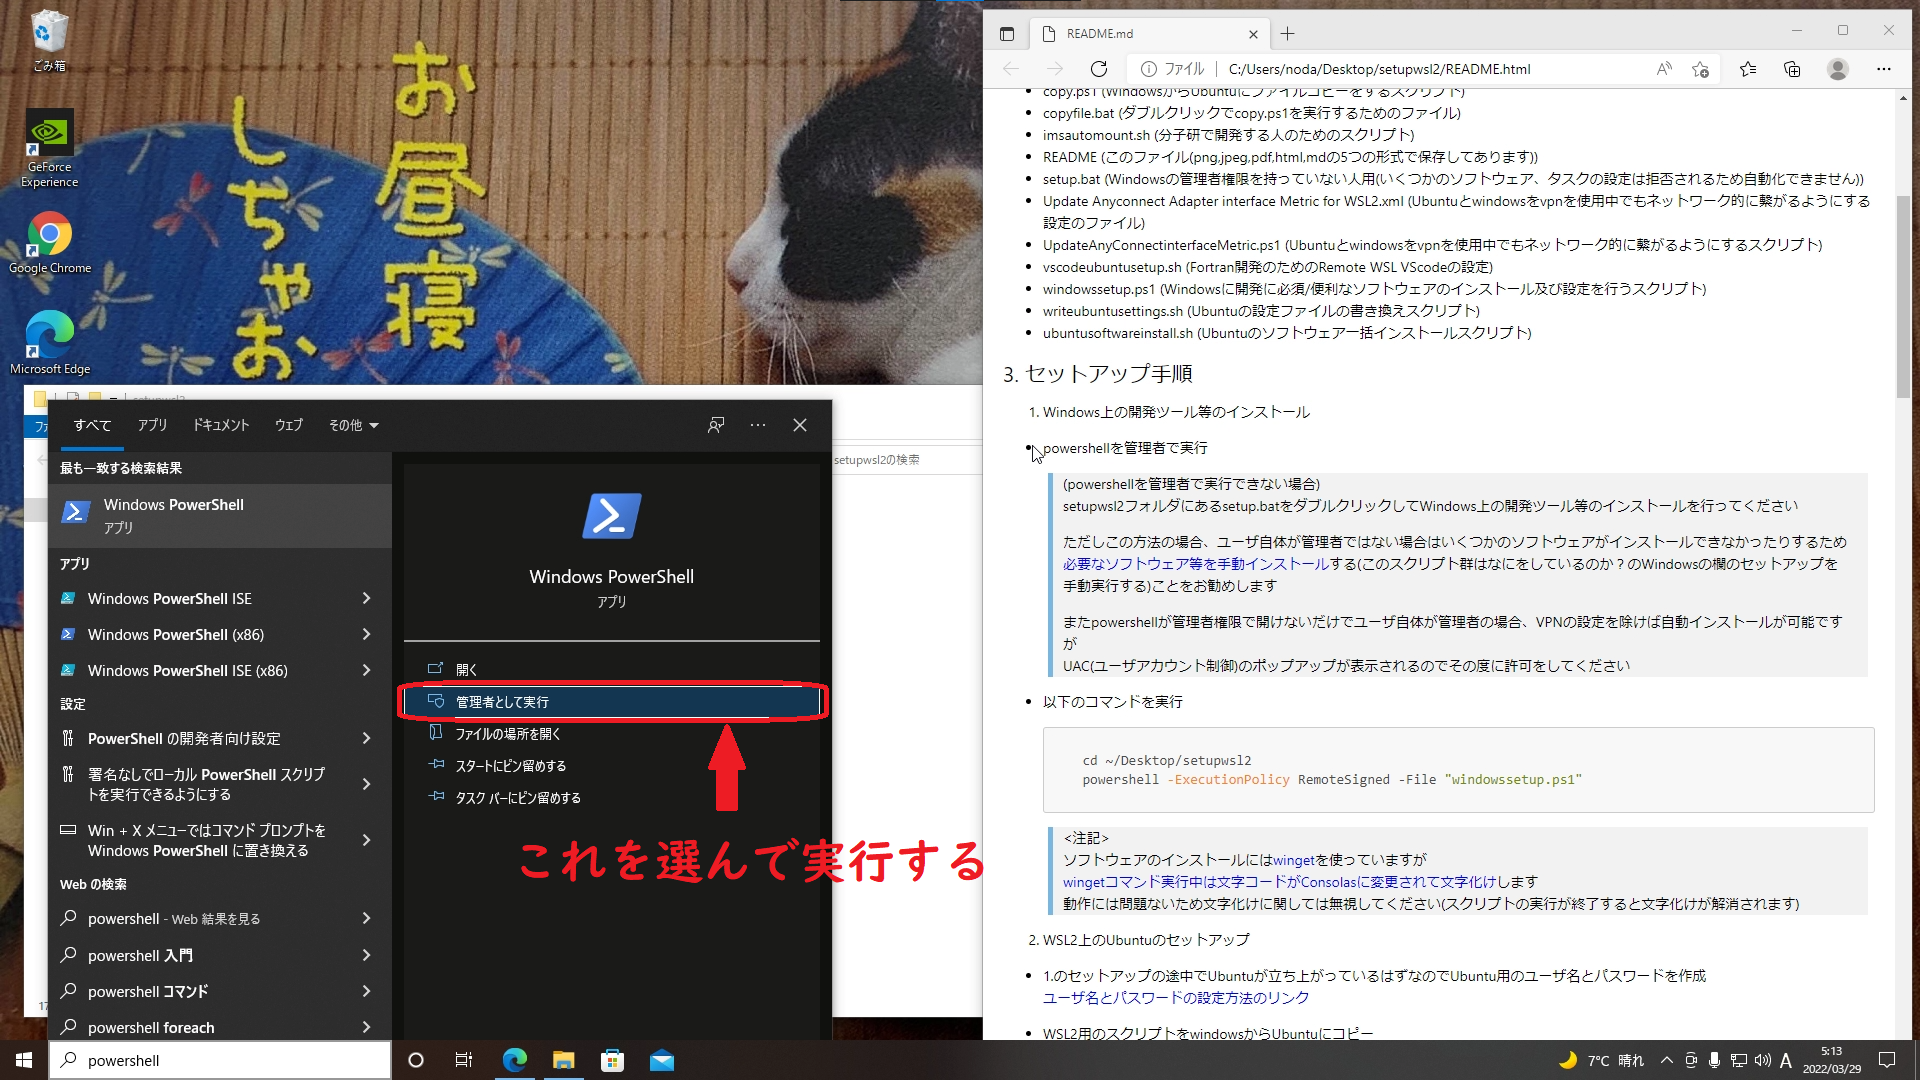 ごみ箱
GeForce
Experience
Google Chrome
Microsoft Edge
お昼寝
しちゃお
setupwsl2
setupwsl2の検索
すべて
アプリ
ドキュメント
ウェブ
その他
最も一致する検索結果
Windows PowerShell
アプリ
アプリ
Windows PowerShell ISE
Windows PowerShell (x86)
Windows PowerShell ISE (x86)
設定
PowerShell の開発者向け設定
署名なしでローカル PowerShell スクリプ
トを実行できるようにする
Win + X メニューではコマンド プロンプトを
Windows PowerShell に置き換える
Web の検索
powershell - Web 結果を見る
powershell 入門
powershell コマンド
powershell foreach
powershell
Windows PowerShell
アプリ
開く
管理者として実行
ファイルの場所を開く
スタートにピン留めする
タスク バーにピン留めする
これを選んで実行する
README.md
ファイル
C:/Users/noda/Desktop/setupwsl2/README.html
copy.ps1 (WindowsからUbuntuにファイルコピーをするスクリプト)
copyfile.bat (ダブルクリックでcopy.ps1を実行するためのファイル)
imsautomount.sh (分子研で開発する人のためのスクリプト)
README (このファイル(png,jpeg,pdf,html,mdの5つの形式で保存してあります))
setup.bat (Windowsの管理者権限を持っていない人用(いくつかのソフトウェア、タスクの設定は拒否されるため自動化できません))
Update Anyconnect Adapter interface Metric for WSL2.xml (Ubuntuとwindowsをvpnを使用中でもネットワーク的に繋がるようにする
設定のファイル)
UpdateAnyConnectinterfaceMetric.ps1 (Ubuntuとwindowsをvpnを使用中でもネットワーク的に繋がるようにするスクリプト)
vscodeubuntusetup.sh (Fortran開発のためのRemote WSL VScodeの設定)
windowssetup.ps1 (Windowsに開発に必須/便利なソフトウェアのインストール及び設定を行うスクリプト)
writeubuntusettings.sh (Ubuntuの設定ファイルの書き換えスクリプト)
ubuntusoftwareinstall.sh (Ubuntuのソフトウェア一括インストールスクリプト)
3. セットアップ手順
1. Windows上の開発ツール等のインストール
powershellを管理者で実行
(powershellを管理者で実行できない場合)
setupwsl2フォルダにあるsetup.batをダブルクリックしてWindows上の開発ツール等のインストールを行ってください
ただしこの方法の場合、ユーザ自体が管理者ではない場合はいくつかのソフトウェアがインストールできなかったりするため
必要なソフトウェア等を手動インストールする(このスクリプト群はなにをしているのか？のWindowsの欄のセットアップを
手動実行する)ことをお勧めします
またpowershellが管理者権限で開けないだけでユーザ自体が管理者の場合、VPNの設定を除けば自動インストールが可能です
が
UAC(ユーザアカウント制御)のポップアップが表示されるのでその度に許可をしてください
以下のコマンドを実行
cd ~/Desktop/setupwsl2
powershell -ExecutionPolicy RemoteSigned -File "windowssetup.ps1"
<注記>
ソフトウェアのインストールにはwingetを使っていますが
wingetコマンド実行中は文字コードがConsolasに変更されて文字化けします
動作には問題ないため文字化けに関しては無視してください(スクリプトの実行が終了すると文字化けが解消されます)
2. WSL2上のUbuntuのセットアップ
1.のセットアップの途中でUbuntuが立ち上がっているはずなのでUbuntu用のユーザ名とパスワードを作成
ユーザ名とパスワードの設定方法のリンク
WSL2用のスクリプトをwindowsからUbuntuにコピー
7°C 晴れ
A
5:13
2022/03/29